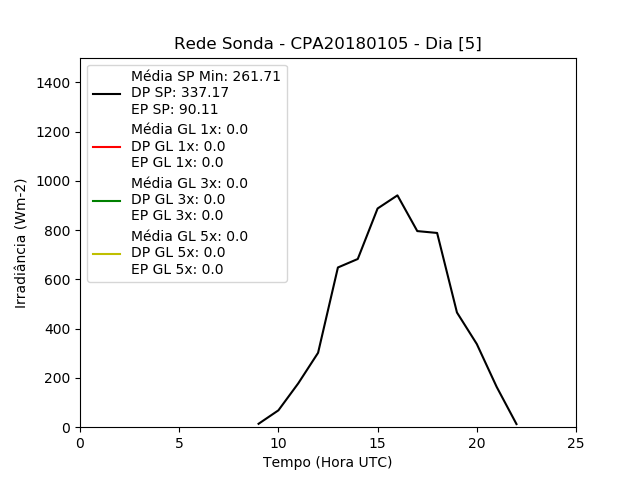 Rede Sonda - CPA20180105 - Dia [5]
Média SP Min: 261.71
DP SP: 337.17
EP SP: 90.11
Média GL 1x: 0.0
DP GL 1x: 0.0
EP GL 1x: 0.0
Média GL 3x: 0.0
DP GL 3x: 0.0
EP GL 3x: 0.0
Média GL 5x: 0.0
DP GL 5x: 0.0
EP GL 5x: 0.0
Irradiância (Wm-2)
1400
1200
1000
800
600
400
200
0
0 5 10 15 20 25
Tempo (Hora UTC)